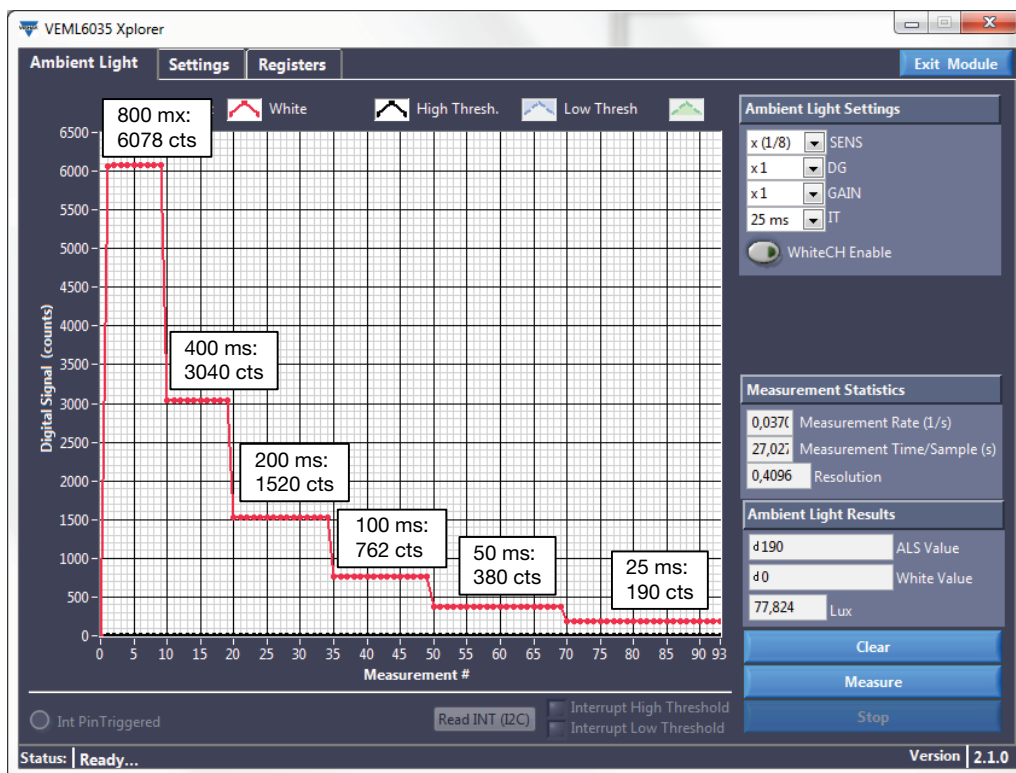 VEML6035 Xplorer
Ambient Light
Settings
Registers
Exit Module
White
High Thresh.
Low Thresh
800 mx:
6078 cts
400 ms:
3040 cts
200 ms:
1520 cts
100 ms:
762 cts
50 ms:
380 cts
25 ms:
190 cts
Digital Signal (counts)
6500
6000
5500
5000
4500
4000
3500
3000
2500
2000
1500
1000
500
0
0 5 10 15 20 25 30 35 40 45 50 55 60 65 70 75 80 85 90 93
Measurement #
Ambient Light Settings
x (1/8) SENS
x 1 DG
x 1 GAIN
25 ms IT
WhiteCH Enable
Measurement Statistics
0,037 Measurement Rate (1/s)
27,027 Measurement Time/Sample (s)
0,4096 Resolution
Ambient Light Results
d190 ALS Value
d0 White Value
77,824 Lux
Clear
Measure
Stop
Int PinTriggered
Read INT (I2C)
Interrupt High Threshold
Interrupt Low Threshold
Status: Ready...
Version 2.1.0